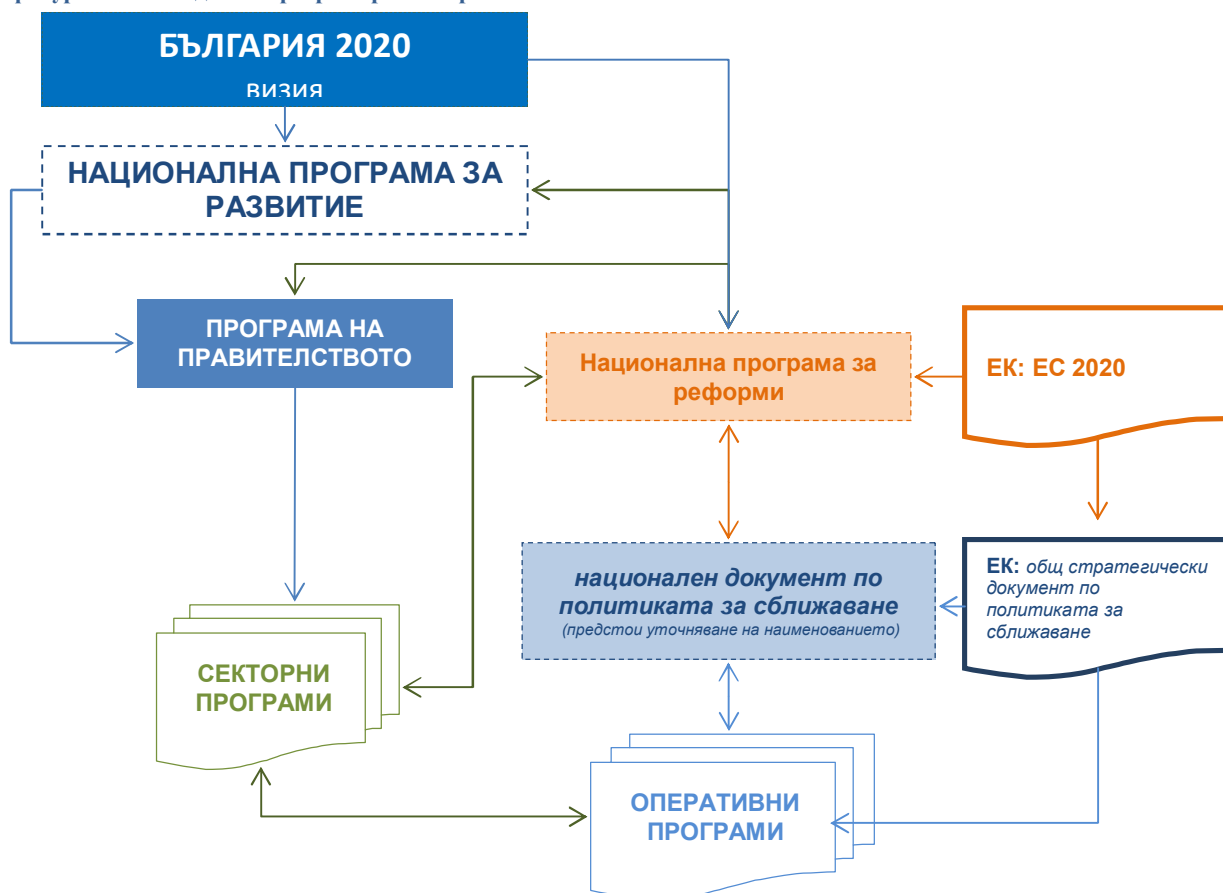 БЪЛГАРИЯ 2020
визия
НАЦИОНАЛНА ПРОГРАМА ЗА
РАЗВИТИЕ
ПРОГРАМА НА
ПРАВИТЕЛСТВОТО
Национална програма за
реформи
ЕК: ЕС 2020
национален документ по
политиката за сближаване
(предстои уточняване на наименованието)
ЕК: общ стратегически
документ по
политиката за
сближаване
СЕКТОРНИ
ПРОГРАМИ
ОПЕРАТИВНИ
ПРОГРАМИ